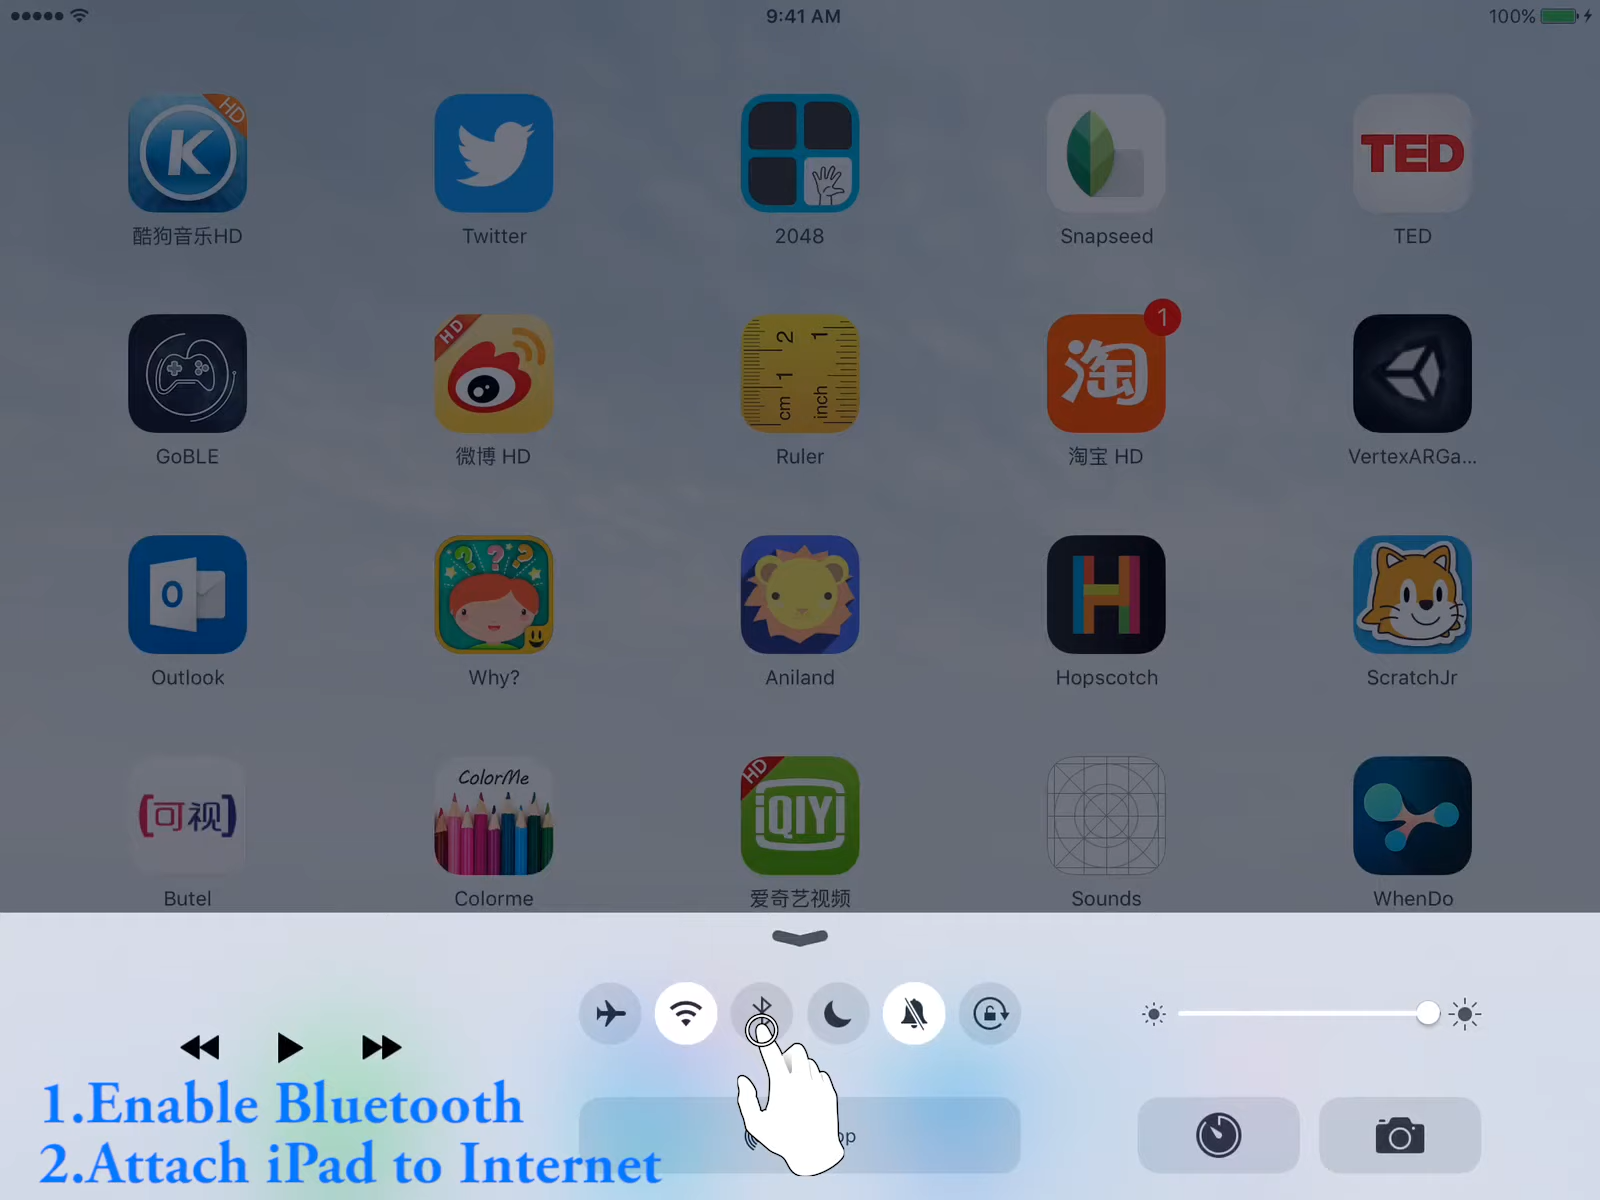 9:41 AM
100%
HD
K
TED
酷狗音乐HD
Twitter
2048
Snapseed
TED
HD
2 1
1
cm inch
淘
1
GoBLE
微博 HD
Ruler
淘宝 HD
VertexARGa...
O
? ? ?
H
Outlook
Why?
Aniland
Hopscotch
ScratchJr
[可视]
ColorMe
HD
iQIYI
Butel
Colorme
爱奇艺视频
Sounds
WhenDo
1.Enable Bluetooth
2.Attach iPad to Internet